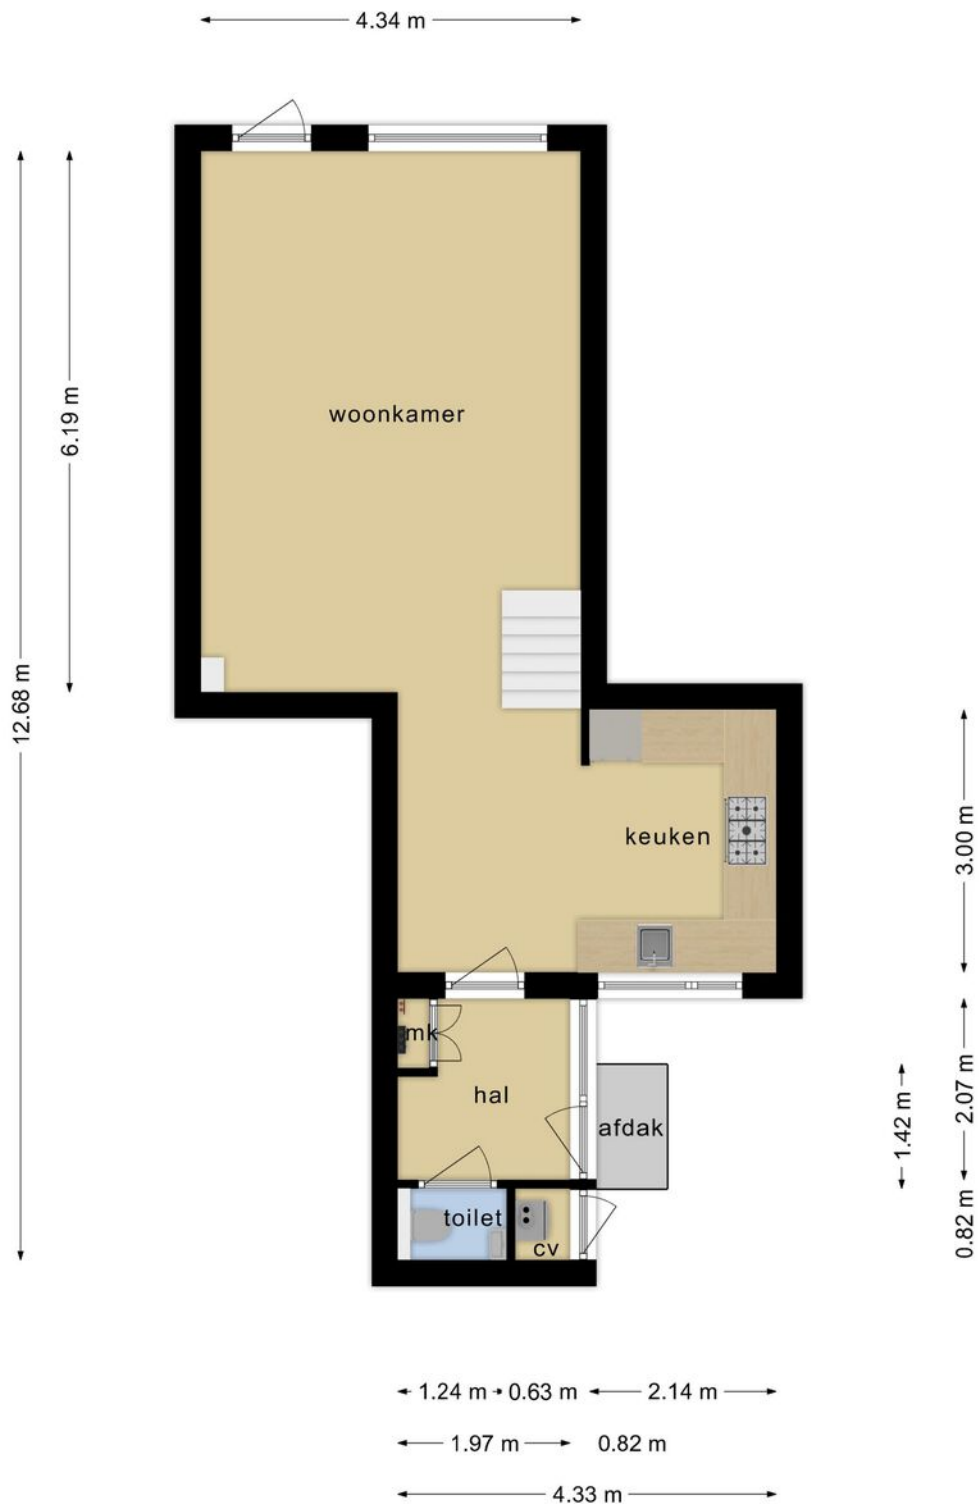 4.34 m
6.19 m
woonkamer
12.68 m
keuken
3.00 m
mk
hal
afdak
1.42 m
2.07 m
toilet
cv
0.82 m
1.24 m
0.63 m
2.14 m
1.97 m
0.82 m
4.33 m